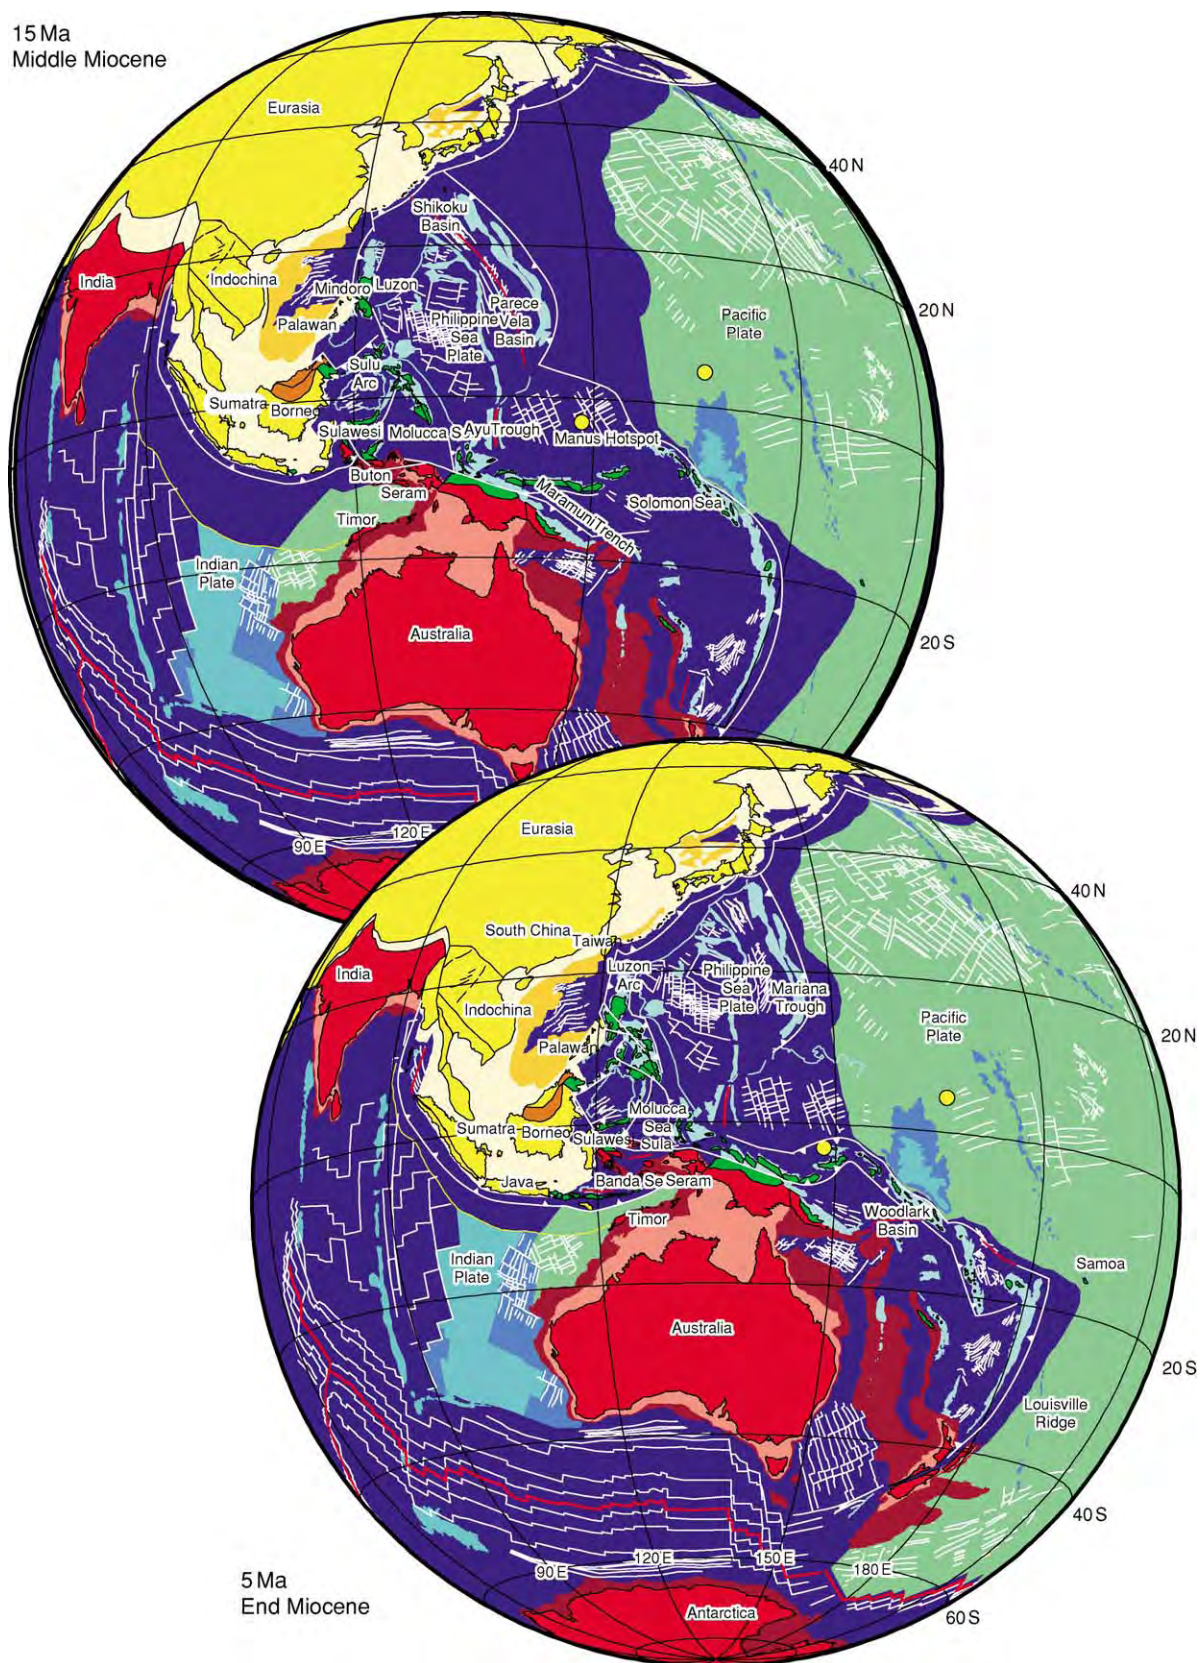 15 Ma
Middle Miocene
Eurasia
40 N
Shikoku
Basin
India
Indochina
Mindoro
Luzon
Parece
Vela
Basin
20 N
Palawan
Philippine
Sea
Plate
Pacific
Plate
Sulu
Arc
Sumatra
Borneo
Sulawesi
Molucca S
AyuTrough
Manus Hotspot
Buton
Seram
Maramuni Trench
Solomon Sea
Timor
Indian
Plate
Australia
20 S
90 E
120 E
Eurasia
40 N
South China
Taiwan
India
Luzon
Arc
Philippine
Sea
Plate
Mariana
Trough
Indochina
Pacific
Plate
20 N
Palawan
Molucca
Sea
Sula
Sumatra
Borneo
Sulawesi
Java
Banda Se
Seram
Timor
Woodlark
Basin
Indian
Plate
Samoa
Australia
20 S
Louisville
Ridge
40 S
90 E
120 E
150 E
180 E
5 Ma
End Miocene
Antarctica
60 S